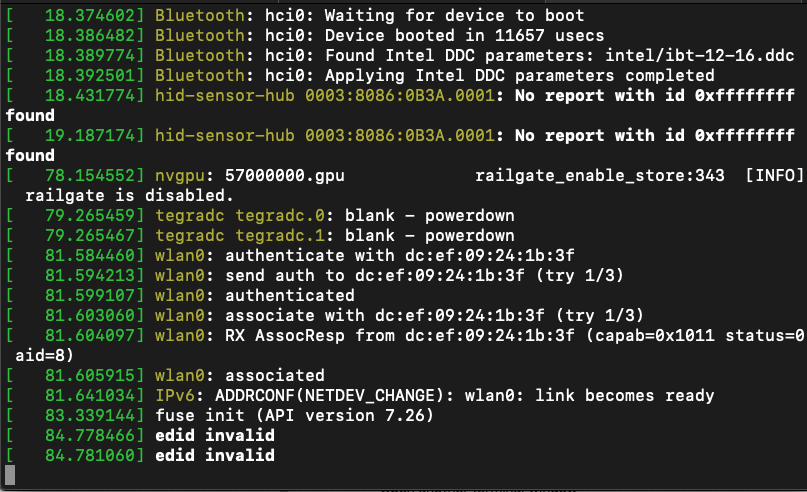 [   18.374602] Bluetooth: hci0: Waiting for device to boot
[   18.386482] Bluetooth: hci0: Device booted in 11657 usecs
[   18.389774] Bluetooth: hci0: Found Intel DDC parameters: intel/ibt-12-16.ddc
[   18.392501] Bluetooth: hci0: Applying Intel DDC parameters completed
[   18.431774] hid-sensor-hub 0003:8086:0B3A.0001: No report with id 0xffffffff
found
[   19.187174] hid-sensor-hub 0003:8086:0B3A.0001: No report with id 0xffffffff
found
[   78.154552] nvgpu: 57000000.gpu             railgate_enable_store:343  [INFO]
  railgate is disabled.
[   79.265459] tegradc tegradc.0: blank - powerdown
[   79.265467] tegradc tegradc.1: blank - powerdown
[   81.584460] wlan0: authenticate with dc:ef:09:24:1b:3f
[   81.594213] wlan0: send auth to dc:ef:09:24:1b:3f (try 1/3)
[   81.599107] wlan0: authenticated
[   81.603060] wlan0: associate with dc:ef:09:24:1b:3f (try 1/3)
[   81.604097] wlan0: RX AssocResp from dc:ef:09:24:1b:3f (capab=0x1011 status=0
 aid=8)
[   81.605915] wlan0: associated
[   81.641034] IPv6: ADDRCONF(NETDEV_CHANGE): wlan0: link becomes ready
[   83.339144] fuse init (API version 7.26)
[   84.778466] edid invalid
[   84.781060] edid invalid